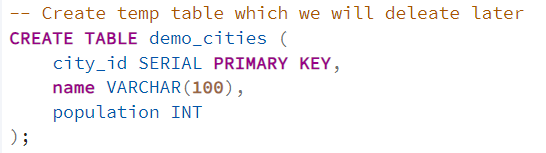 -- Create temp table which we will deleate later
CREATE TABLE demo_cities (
    city_id SERIAL PRIMARY KEY,
    name VARCHAR(100),
    population INT
);